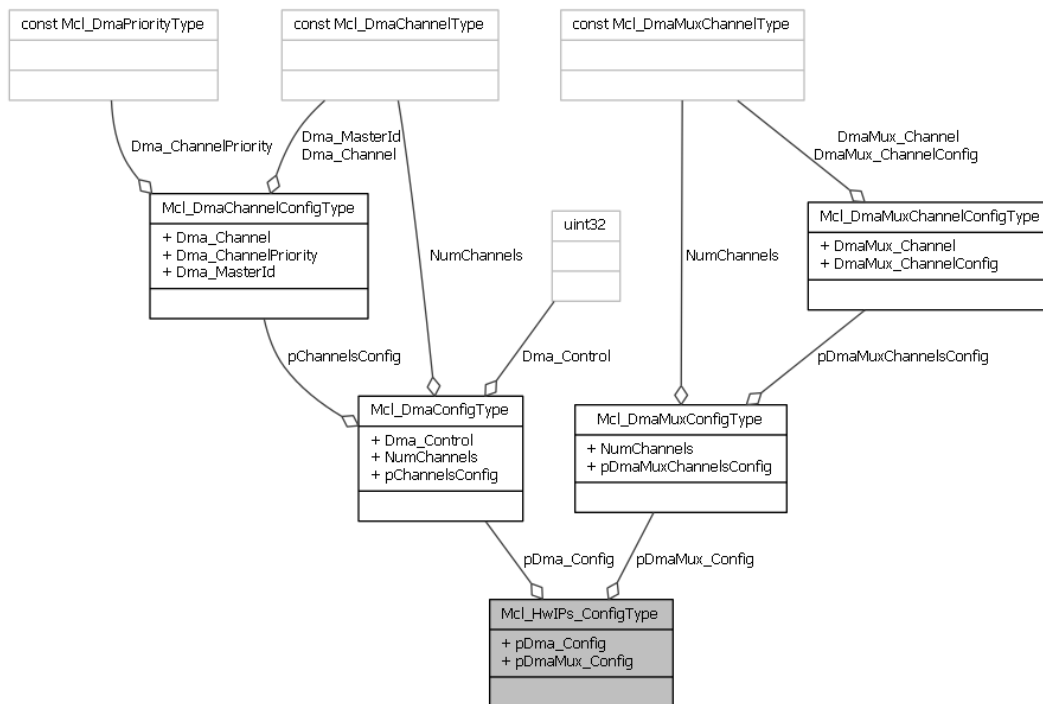 const Mcl_DmaPriorityType
const Mcl_DmaChannelType
const Mcl_DmaMuxChannelType
Dma_ChannelPriority
Dma_MasterId
Dma_Channel
DmaMux_Channel
DmaMux_ChannelConfig
Mcl_DmaChannelConfigType
+ Dma_Channel
+ Dma_ChannelPriority
+ Dma_MasterId
NumChannels
uint32
NumChannels
Mcl_DmaMuxChannelConfigType
+ DmaMux_Channel
+ DmaMux_ChannelConfig
pChannelsConfig
Dma_Control
pDmaMuxChannelsConfig
Mcl_DmaConfigType
+ Dma_Control
+ NumChannels
+ pChannelsConfig
Mcl_DmaMuxConfigType
+ NumChannels
+ pDmaMuxChannelsConfig
pDma_Config
pDmaMux_Config
Mcl_HwIPs_ConfigType
+ pDma_Config
+ pDmaMux_Config